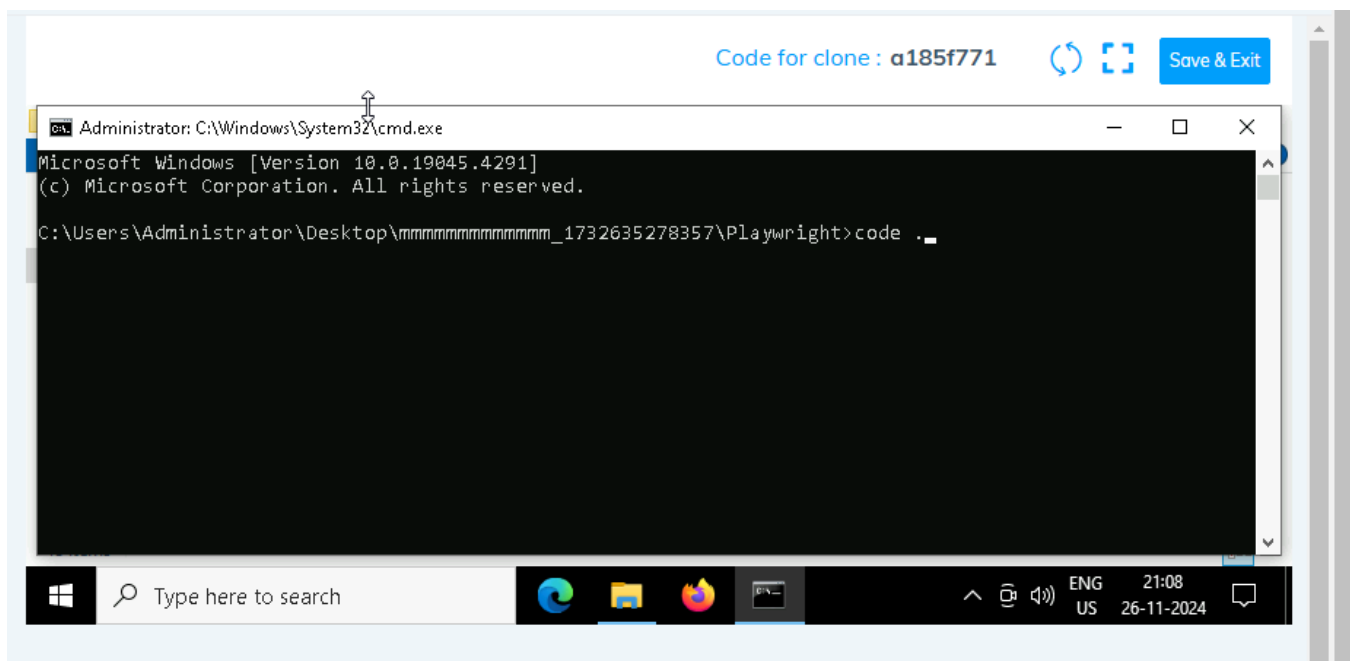 Code for clone : a185f771
Save & Exit
Administrator: C:\Windows\System32\cmd.exe
Microsoft Windows [Version 10.0.19045.4291]
(c) Microsoft Corporation. All rights reserved.
C:\Users\Administrator\Desktop\mmmmmmmmmmmmm_1732635278357\Playwright>code .
Type here to search
ENG
US
21:08
26-11-2024